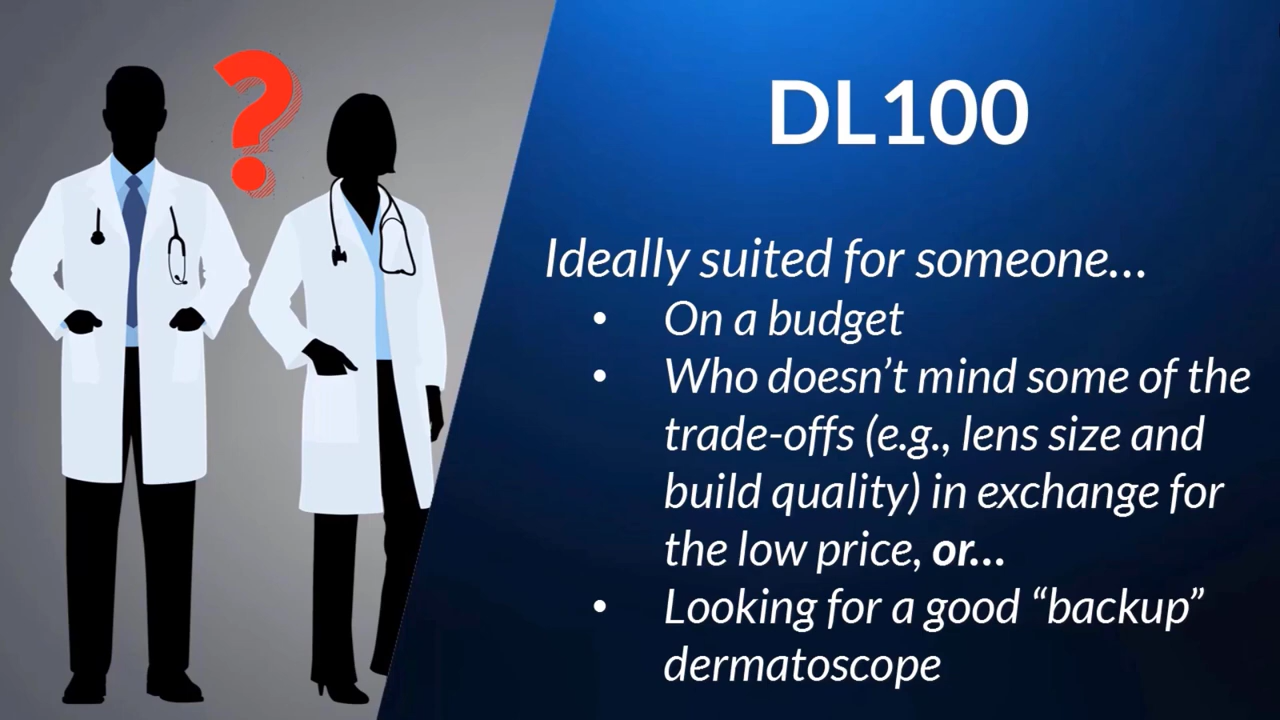 ?
DL100
Ideally suited for someone…
• On a budget
• Who doesn’t mind some of the
trade-offs (e.g., lens size and
build quality) in exchange for
the low price, or…
• Looking for a good “backup”
dermatoscope